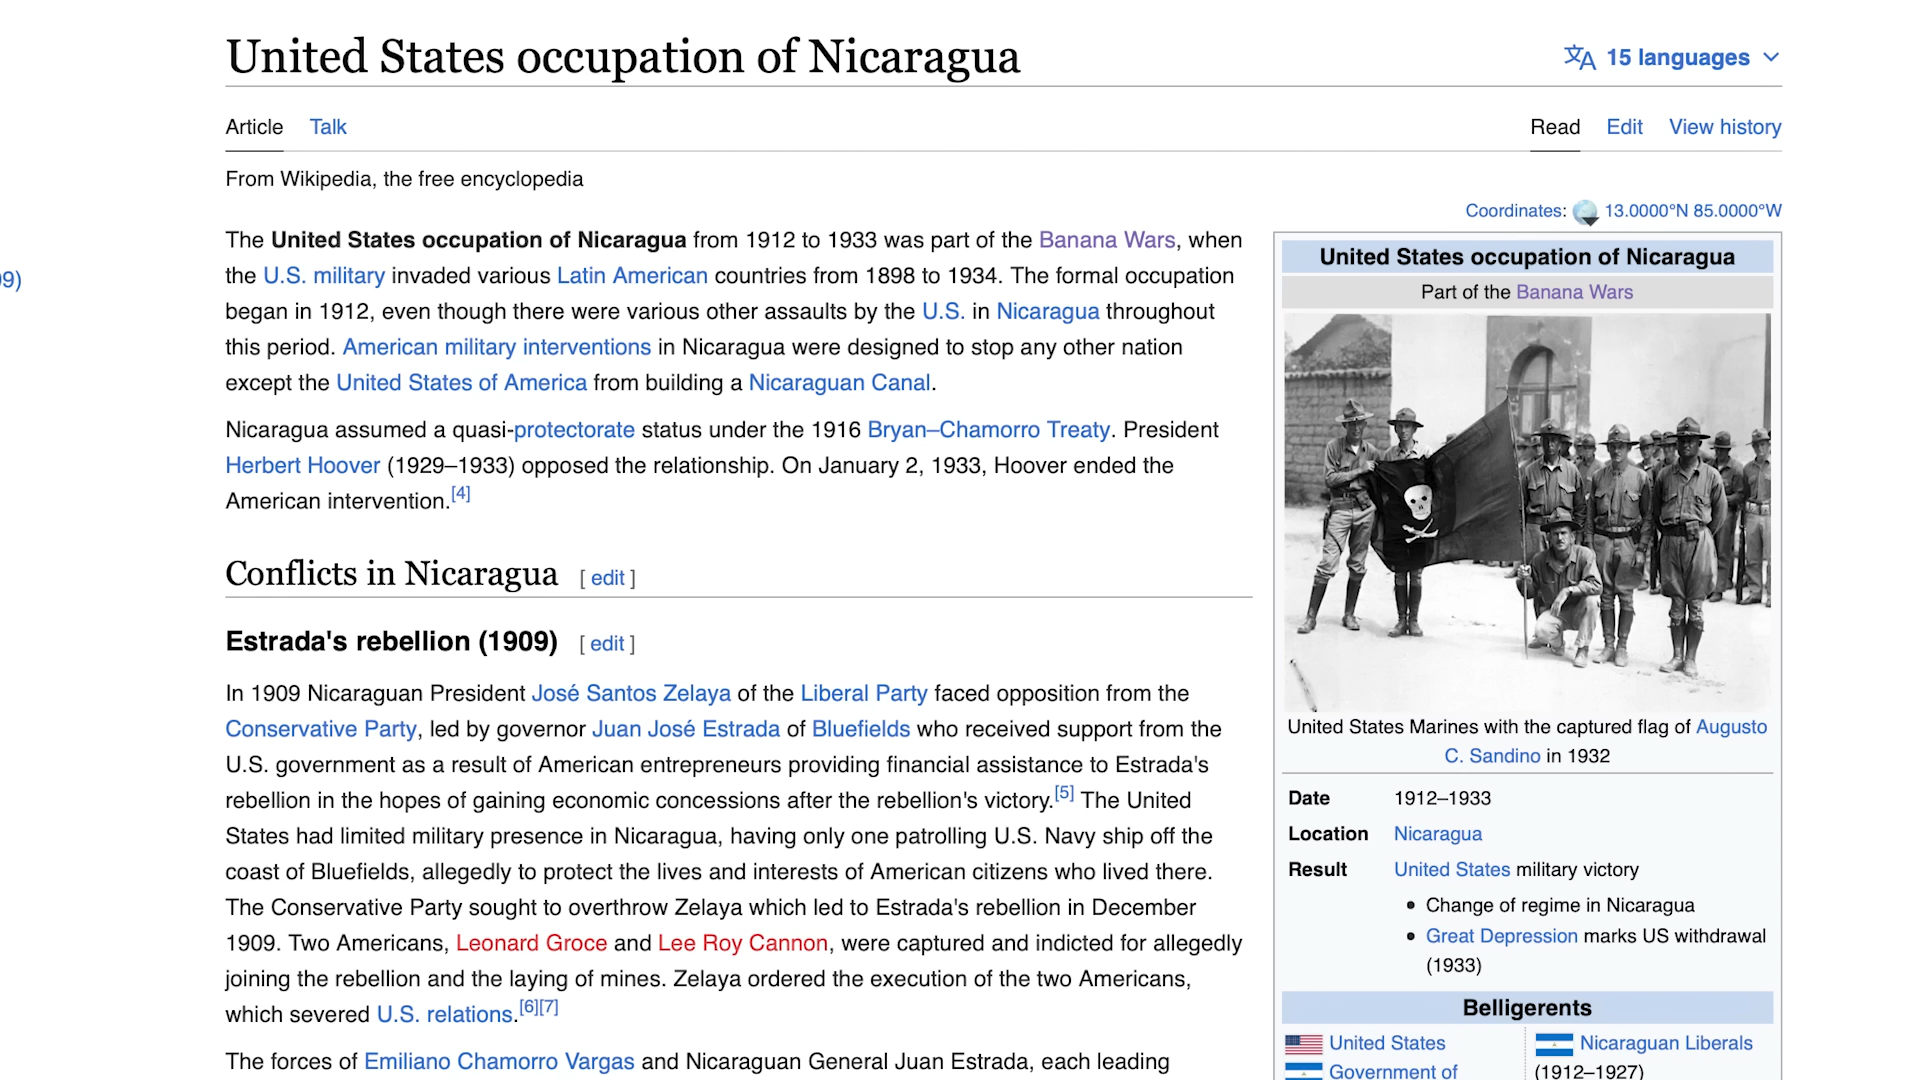 United States occupation of Nicaragua
15 languages
Article Talk
Read Edit View history
From Wikipedia, the free encyclopedia
Coordinates: 13.0000°N 85.0000°W
09)
The United States occupation of Nicaragua from 1912 to 1933 was part of the Banana Wars, when
the U.S. military invaded various Latin American countries from 1898 to 1934. The formal occupation
began in 1912, even though there were various other assaults by the U.S. in Nicaragua throughout
this period. American military interventions in Nicaragua were designed to stop any other nation
except the United States of America from building a Nicaraguan Canal.
Nicaragua assumed a quasi-protectorate status under the 1916 Bryan–Chamorro Treaty. President
Herbert Hoover (1929–1933) opposed the relationship. On January 2, 1933, Hoover ended the
American intervention.[4]
Conflicts in Nicaragua [ edit ]
Estrada's rebellion (1909) [ edit ]
In 1909 Nicaraguan President José Santos Zelaya of the Liberal Party faced opposition from the
Conservative Party, led by governor Juan José Estrada of Bluefields who received support from the
U.S. government as a result of American entrepreneurs providing financial assistance to Estrada's
rebellion in the hopes of gaining economic concessions after the rebellion's victory.[5] The United
States had limited military presence in Nicaragua, having only one patrolling U.S. Navy ship off the
coast of Bluefields, allegedly to protect the lives and interests of American citizens who lived there.
The Conservative Party sought to overthrow Zelaya which led to Estrada's rebellion in December
1909. Two Americans, Leonard Groce and Lee Roy Cannon, were captured and indicted for allegedly
joining the rebellion and the laying of mines. Zelaya ordered the execution of the two Americans,
which severed U.S. relations.[6][7]
The forces of Emiliano Chamorro Vargas and Nicaraguan General Juan Estrada, each leading
United States occupation of Nicaragua
Part of the Banana Wars
United States Marines with the captured flag of Augusto
C. Sandino in 1932
Date 1912–1933
Location Nicaragua
Result United States military victory
• Change of regime in Nicaragua
• Great Depression marks US withdrawal
(1933)
Belligerents
United States
Government of
Nicaraguan Liberals
(1912–1927)